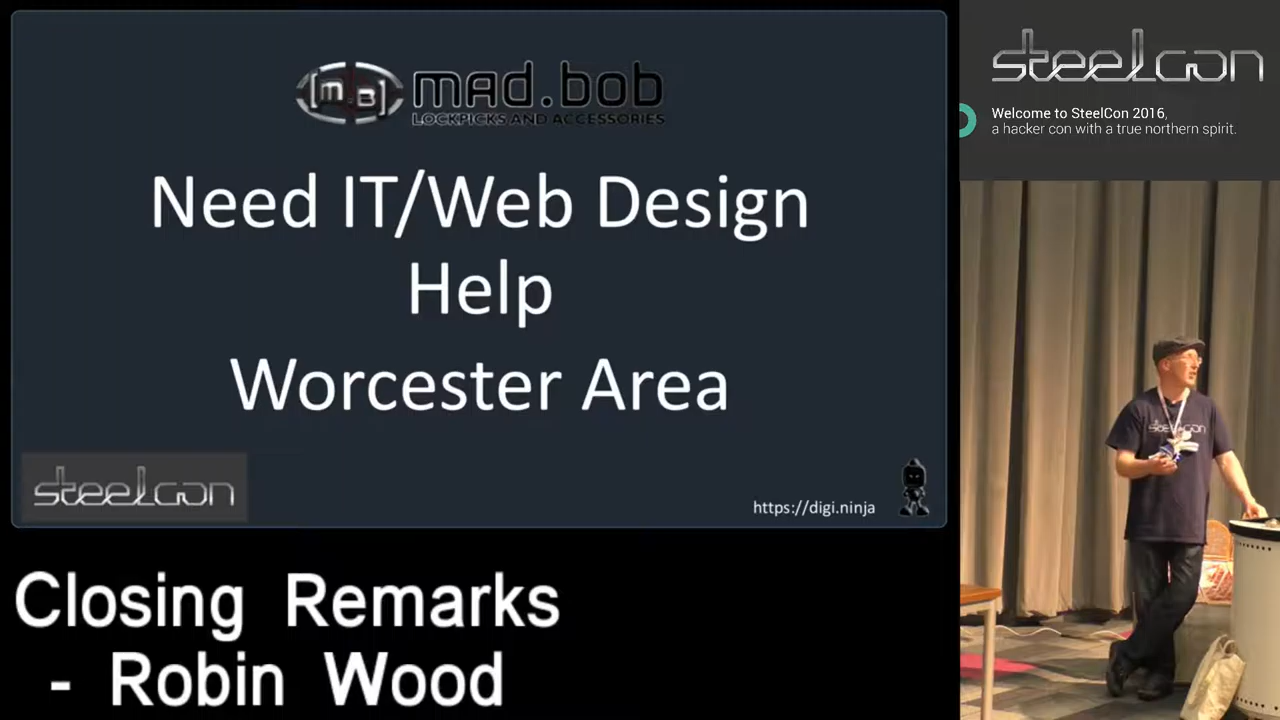 [M.B] mad.bob
LOCKPICKS AND ACCESSORIES
Need IT/Web Design
Help
Worcester Area
steelcon
https://digi.ninja
Closing Remarks
- Robin Wood
steelcon
Welcome to SteelCon 2016,
a hacker con with a true northern spirit.
steelcon